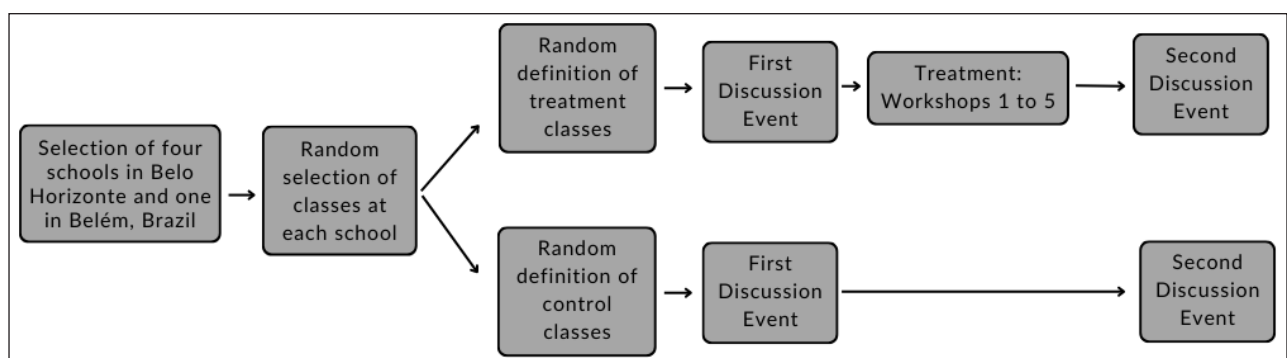 Selection of four
schools in Belo
Horizonte and one
in Belém, Brazil
Random
selection of
classes at
each school
Random
definition of
treatment
classes
First
Discussion
Event
Treatment:
Workshops 1 to 5
Second
Discussion
Event
Random
definition of
control
classes
First
Discussion
Event
Second
Discussion
Event